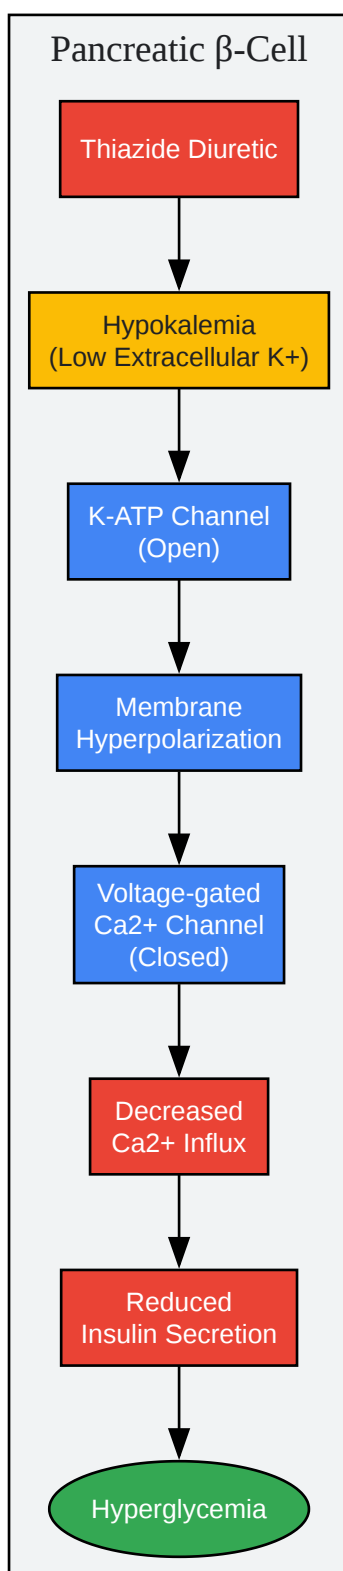 Pancreatic β-Cell
Thiazide Diuretic
Hypokalemia
(Low Extracellular K+)
K-ATP Channel
(Open)
Membrane
Hyperpolarization
Voltage-gated
Ca2+ Channel
(Closed)
Decreased
Ca2+ Influx
Reduced
Insulin Secretion
Hyperglycemia